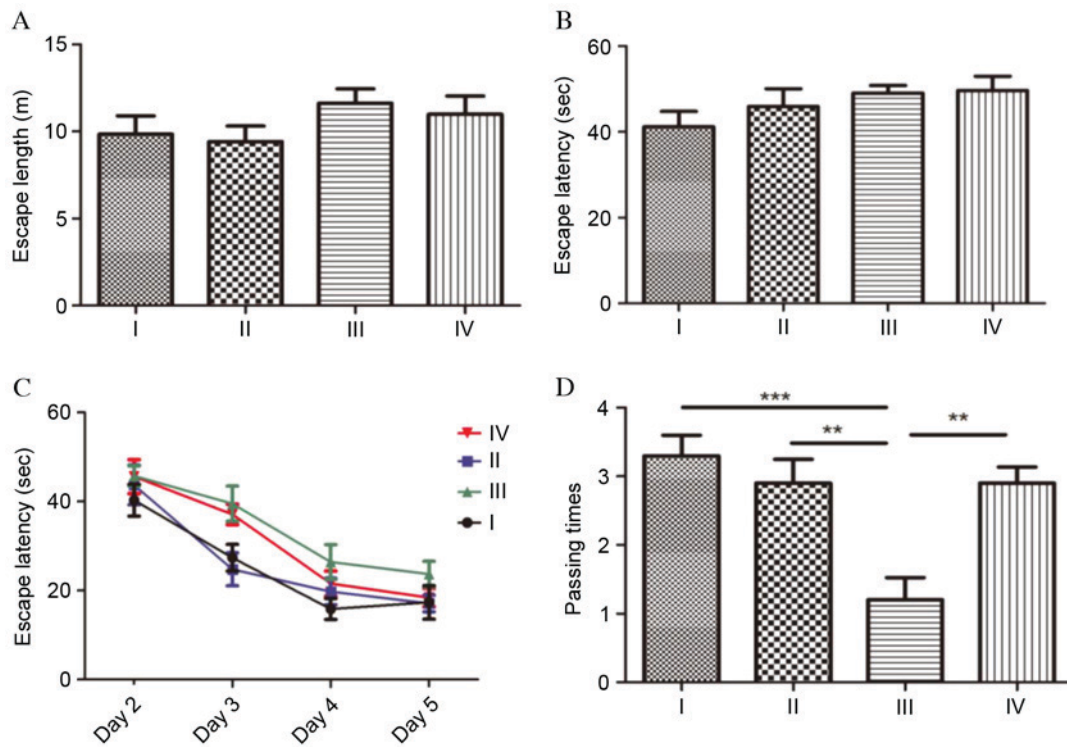 A
Escape length (m)
15
10
5
0
I II III IV
B
Escape latency (sec)
60
40
20
0
I II III IV
C
Escape latency (sec)
60
40
20
0
Day 2 Day 3 Day 4 Day 5
IV
II
III
I
D
Passing times
4
3
2
1
0
***
** **
I II III IV